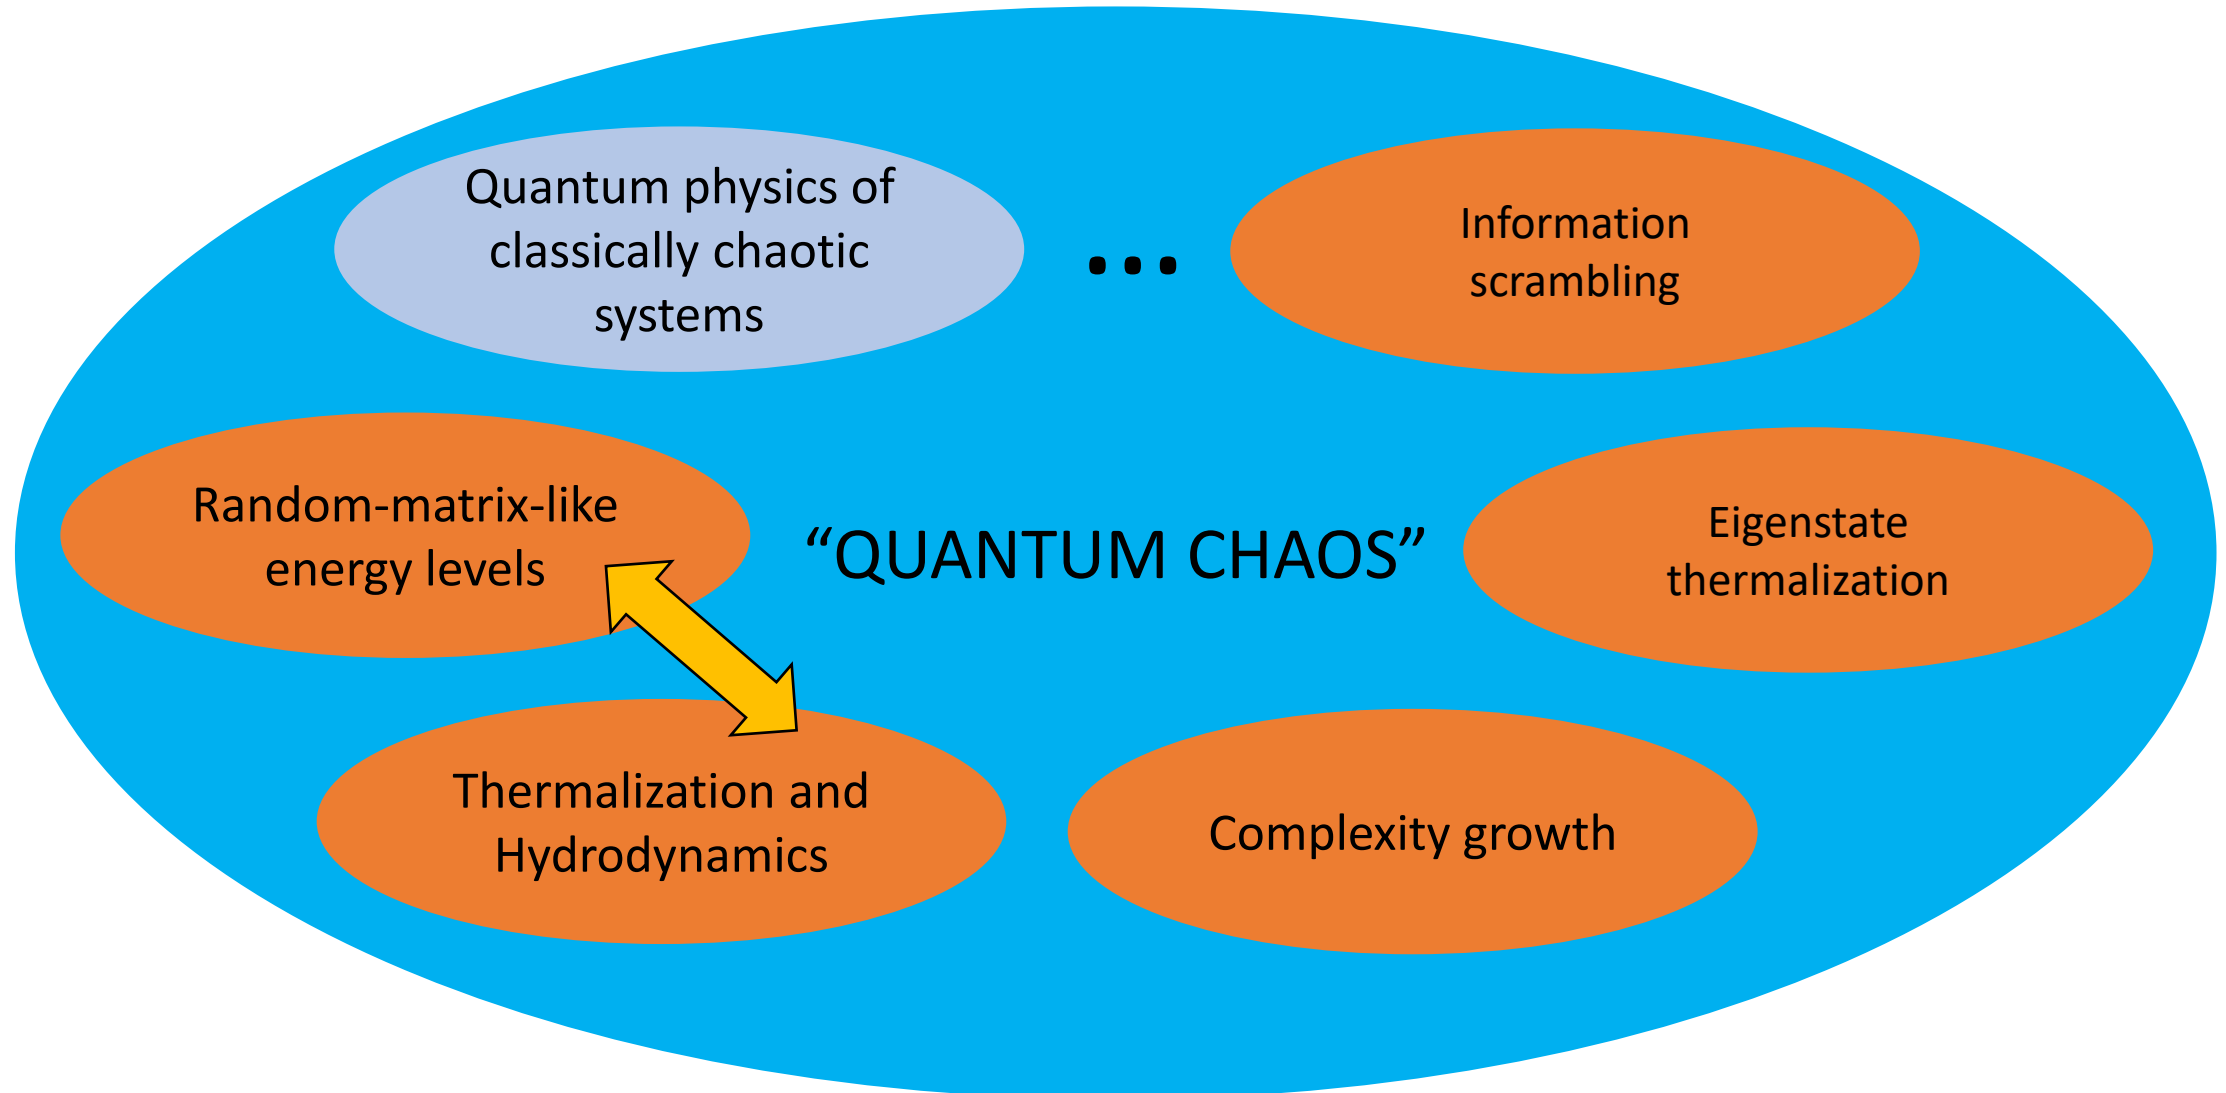 Quantum physics of
classically chaotic
systems
...
Information
scrambling
Random-matrix-like
energy levels
“QUANTUM CHAOS”
Eigenstate
thermalization
Thermalization and
Hydrodynamics
Complexity growth